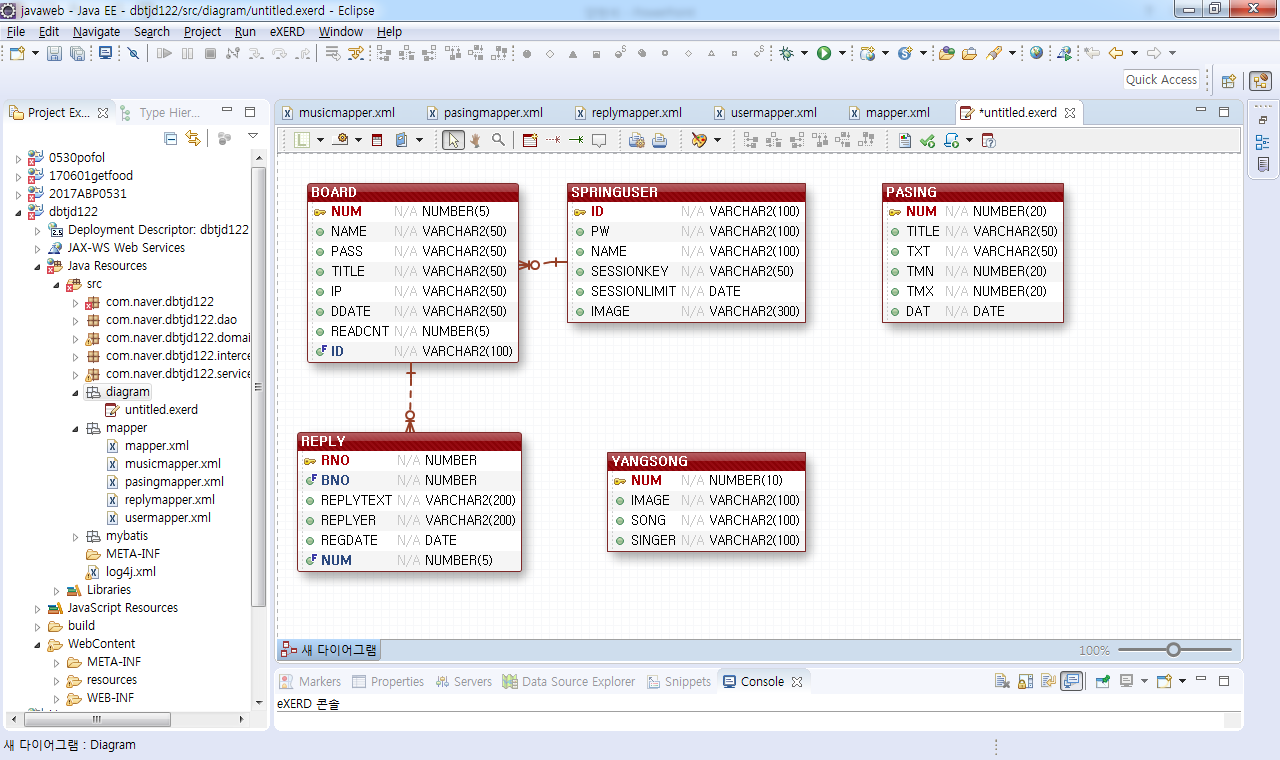 javaweb - Java EE - dbtjd122/src/diagram/untitled.exerd - Eclipse
File Edit Navigate Search Project Run eXERD Window Help
Quick Access
Project Ex... Type Hier...
0530pofol
170601getfood
2017ABP0531
dbtjd122
Deployment Descriptor: dbtjd122
JAX-WS Web Services
Java Resources
src
com.naver.dbtjd122
com.naver.dbtjd122.dao
com.naver.dbtjd122.domai
com.naver.dbtjd122.interce
com.naver.dbtjd122.service
diagram
untitled.exerd
mapper
mapper.xml
musicmapper.xml
pasingmapper.xml
replymapper.xml
usermapper.xml
mybatis
META-INF
log4j.xml
Libraries
JavaScript Resources
build
WebContent
META-INF
resources
WEB-INF
musicmapper.xml pasingmapper.xml replymapper.xml usermapper.xml mapper.xml *untitled.exerd
BOARD
NUM N/A NUMBER(5)
NAME N/A VARCHAR2(50)
PASS N/A VARCHAR2(50)
TITLE N/A VARCHAR2(50)
IP N/A VARCHAR2(50)
DDATE N/A VARCHAR2(50)
READCNT N/A NUMBER(5)
ID N/A VARCHAR2(100)
SPRINGUSER
ID N/A VARCHAR2(100)
PW N/A VARCHAR2(100)
NAME N/A VARCHAR2(100)
SESSIONKEY N/A VARCHAR2(50)
SESSIONLIMIT N/A DATE
IMAGE N/A VARCHAR2(300)
PASING
NUM N/A NUMBER(20)
TITLE N/A VARCHAR2(50)
TXT N/A VARCHAR2(50)
TMN N/A NUMBER(20)
TMX N/A NUMBER(20)
DAT N/A DATE
REPLY
RNO N/A NUMBER
BNO N/A NUMBER
REPLYTEXT N/A VARCHAR2(200)
REPLYER N/A VARCHAR2(200)
REGDATE N/A DATE
NUM N/A NUMBER(5)
YANGSONG
NUM N/A NUMBER(10)
IMAGE N/A VARCHAR2(100)
SONG N/A VARCHAR2(100)
SINGER N/A VARCHAR2(100)
새 다이어그램 100%
Markers Properties Servers Data Source Explorer Snippets Console
eXERD 콘솔
새 다이어그램 : Diagram